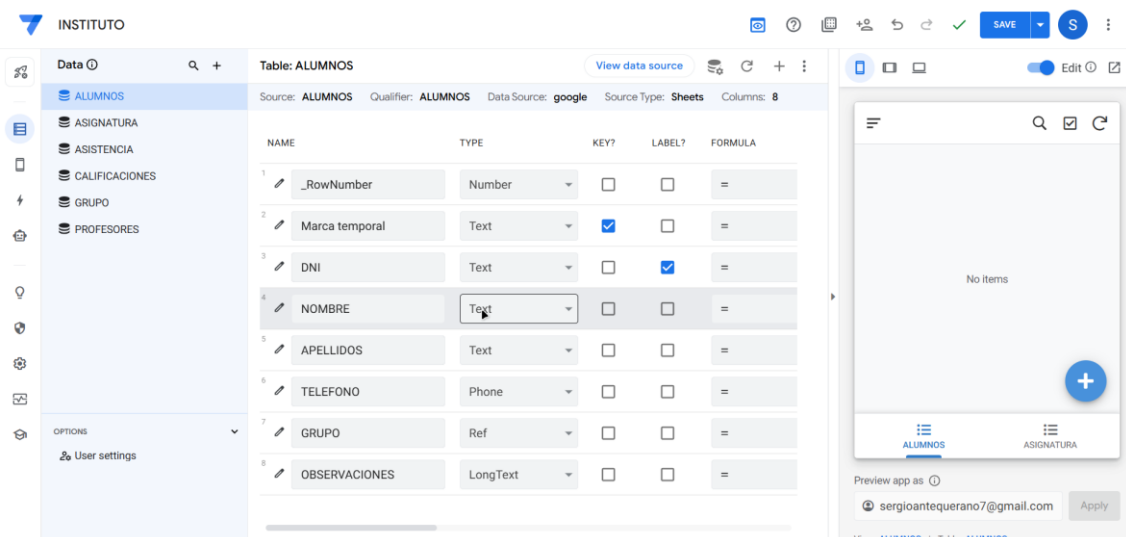 INSTITUTO
SAVE
S
Data
Table: ALUMNOS
View data source
Edit
ALUMNOS
ASIGNATURA
ASISTENCIA
CALIFICACIONES
GRUPO
PROFESORES
OPTIONS
User settings
Source: ALUMNOS Qualifier: ALUMNOS Data Source: google Source Type: Sheets Columns: 8
NAME TYPE KEY? LABEL? FORMULA
1 _RowNumber Number =
2 Marca temporal Text =
3 DNI Text =
4 NOMBRE Text =
5 APELLIDOS Text =
6 TELEFONO Phone =
7 GRUPO Ref =
8 OBSERVACIONES LongText =
No items
ALUMNOS ASIGNATURA
Preview app as
sergioantequerano7@gmail.com Apply